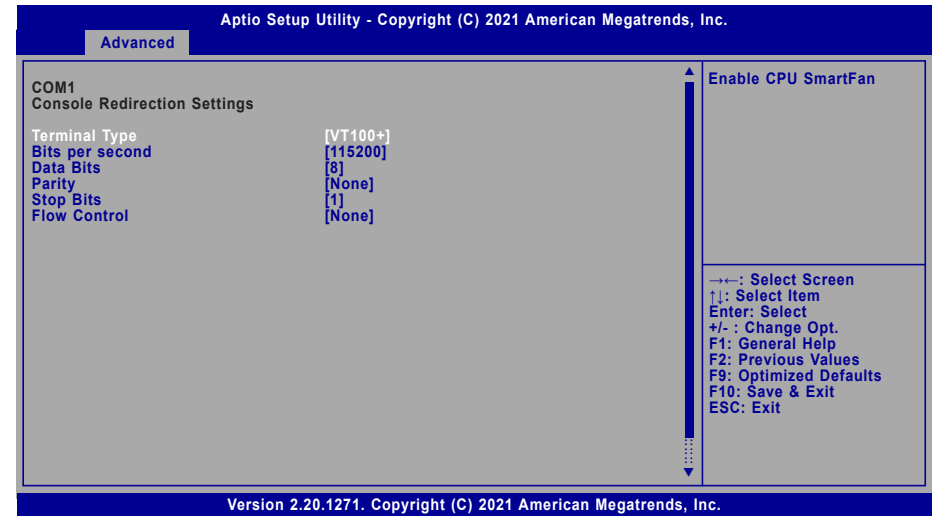 Aptio Setup Utility - Copyright (C) 2021 American Megatrends, Inc.
Advanced
COM1
Console Redirection Settings
Terminal Type [VT100+]
Bits per second [115200]
Data Bits [8]
Parity [None]
Stop Bits [1]
Flow Control [None]
Enable CPU SmartFan
→←: Select Screen
↑↓: Select Item
Enter: Select
+/- : Change Opt.
F1: General Help
F2: Previous Values
F9: Optimized Defaults
F10: Save & Exit
ESC: Exit
Version 2.20.1271. Copyright (C) 2021 American Megatrends, Inc.